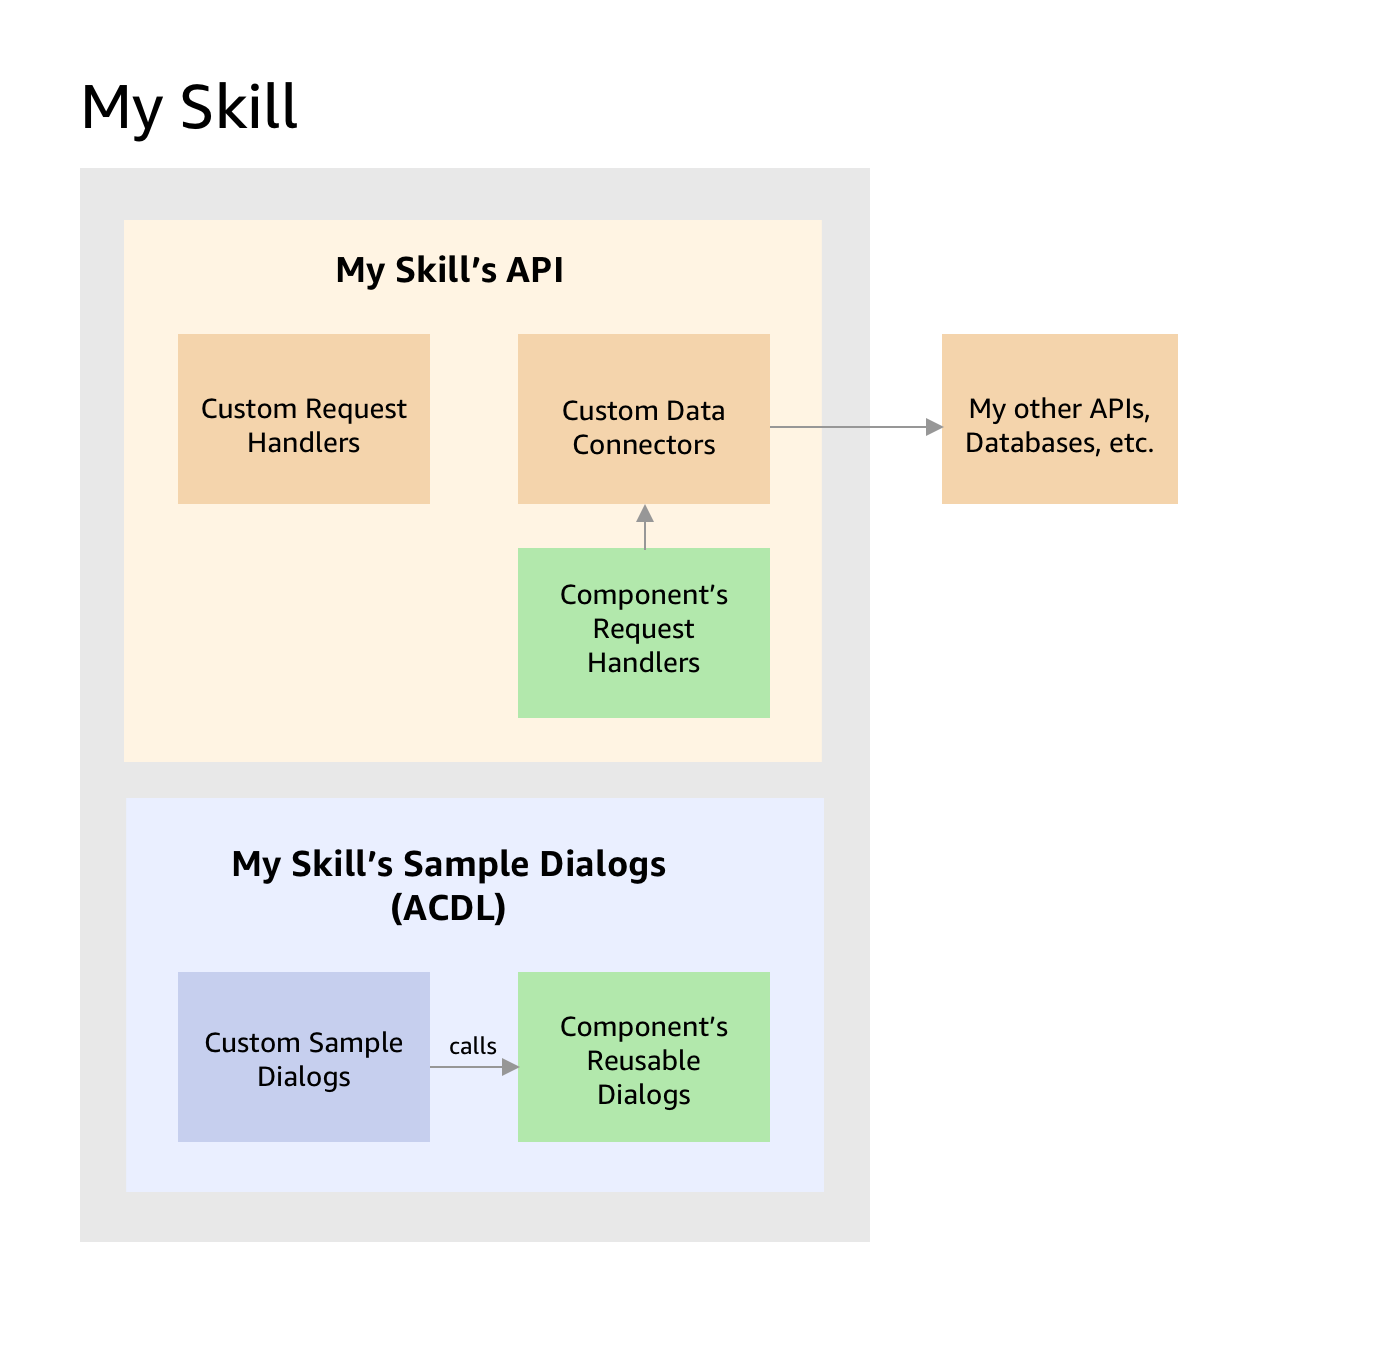 My Skill
My Skill’s API
Custom Request
Handlers
Custom Data
Connectors
My other APIs,
Databases, etc.
Component’s
Request
Handlers
My Skill’s Sample Dialogs
(ACDL)
Custom Sample
Dialogs
calls
Component’s
Reusable
Dialogs